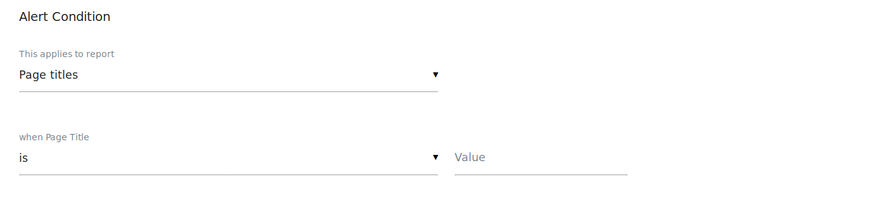 Alert Condition
This applies to report
Page titles
when Page Title
is
Value